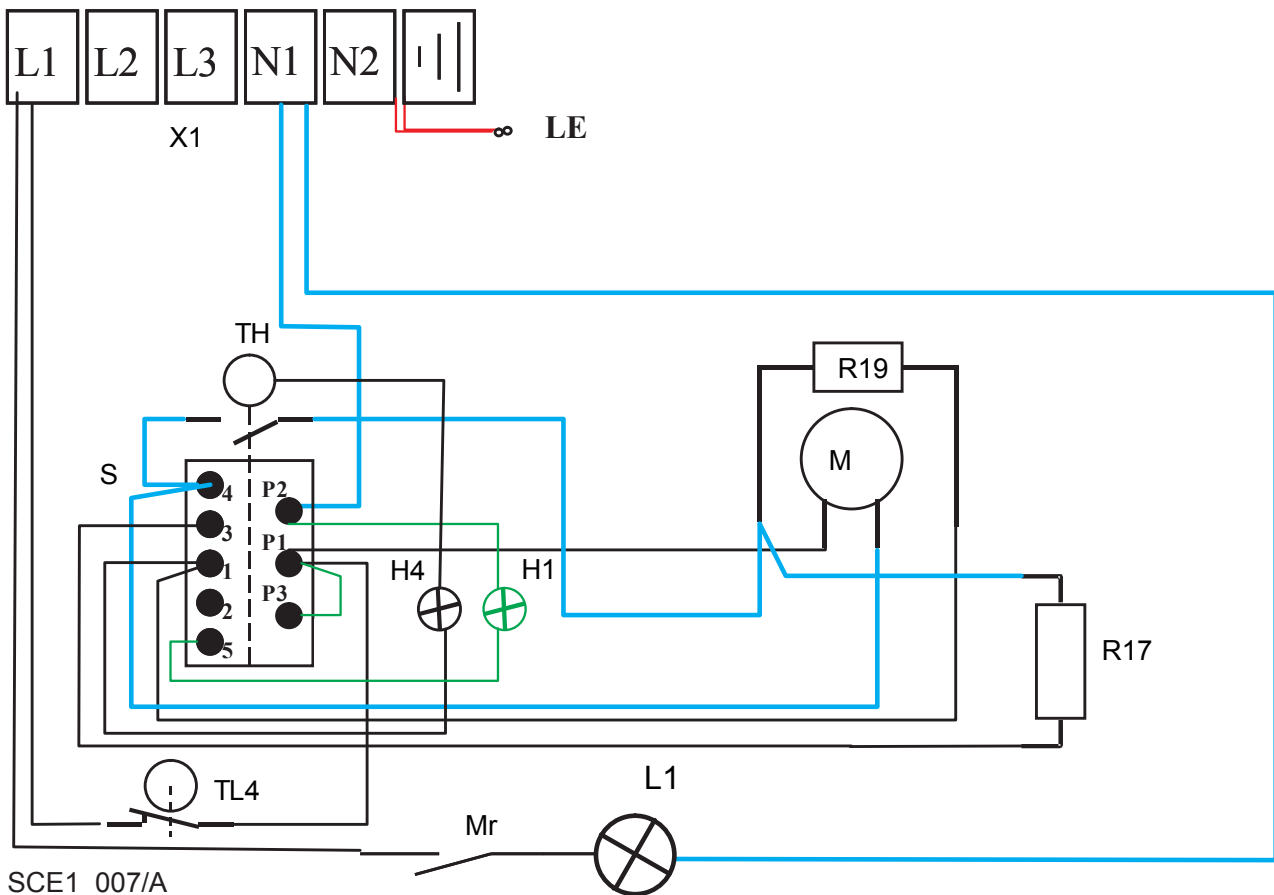 L1 L2 L3 N1 N2
X1
LE
TH
R19
S
M
4
P2
3
P1
H4
H1
1
P3
2
5
R17
TL4
L1
Mr
SCE1 007/A